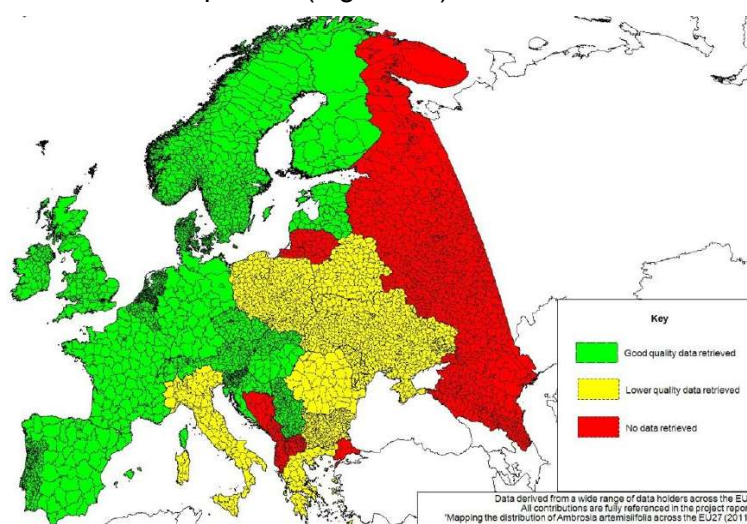 Key
Good quality data retrieved
Lower quality data retrieved
No data retrieved
Data derived from a wide range of data holders across the EU
All contributions are fully referenced in the project repor
'Mapping the distribution of Ambrosia artemisiifolia across the EU27 (2011